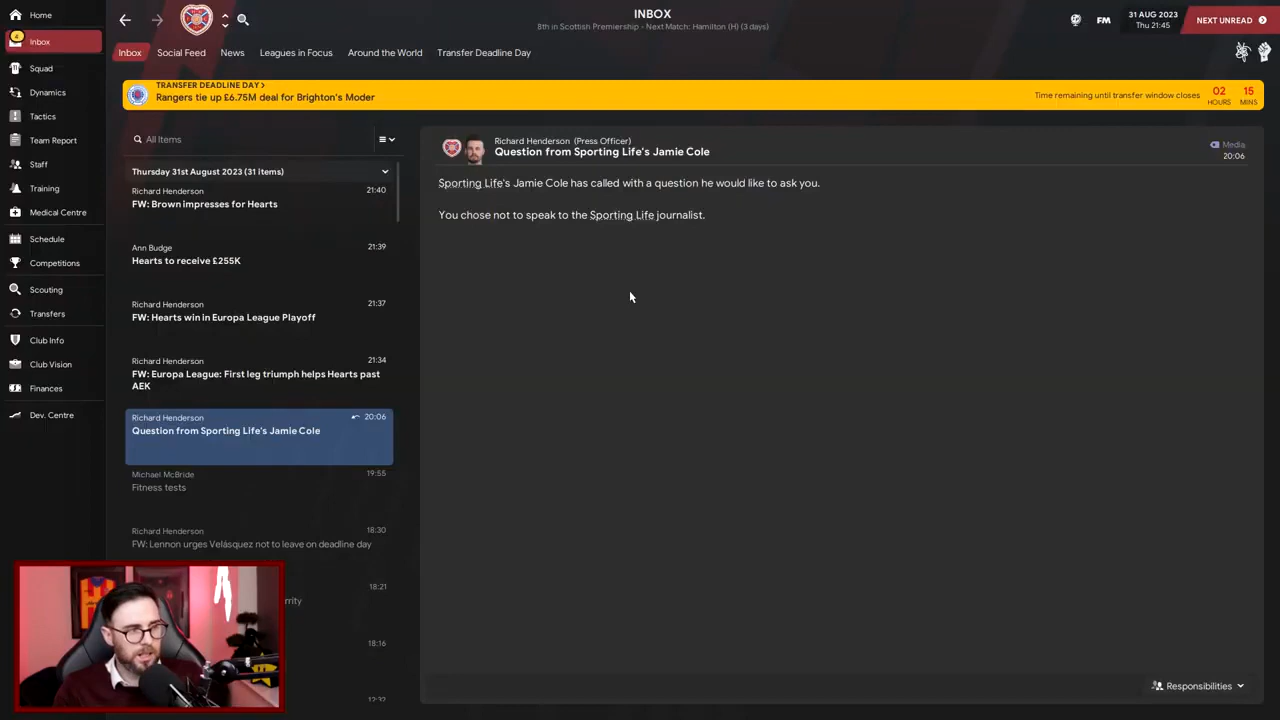 Home
4
Inbox
Squad
Dynamics
Tactics
Team Report
Staff
Training
Medical Centre
Schedule
Competitions
Scouting
Transfers
Club Info
Club Vision
Finances
Dev. Centre
INBOX
8th in Scottish Premiership - Next Match: Hamilton (H) (3 days)
FM
31 AUG 2023
Thu 21:45
NEXT UNREAD
Inbox
Social Feed
News
Leagues in Focus
Around the World
Transfer Deadline Day
TRANSFER DEADLINE DAY >
Rangers tie up £6.75M deal for Brighton's Moder
Time remaining until transfer window closes
02
HOURS
15
MINS
All Items
Thursday 31st August 2023 (31 items)
Richard Henderson 21:40
FW: Brown impresses for Hearts
Ann Budge 21:39
Hearts to receive £255K
Richard Henderson 21:37
FW: Hearts win in Europa League Playoff
Richard Henderson 21:34
FW: Europa League: First leg triumph helps Hearts past
AEK
Richard Henderson 20:06
Question from Sporting Life's Jamie Cole
Michael McBride 19:55
Fitness tests
Richard Henderson 18:30
FW: Lennon urges Velásquez not to leave on deadline day
18:21
18:16
12:32
Richard Henderson (Press Officer)
Question from Sporting Life's Jamie Cole
Media
20:06
Sporting Life's Jamie Cole has called with a question he would like to ask you.
You chose not to speak to the Sporting Life journalist.
Responsibilities